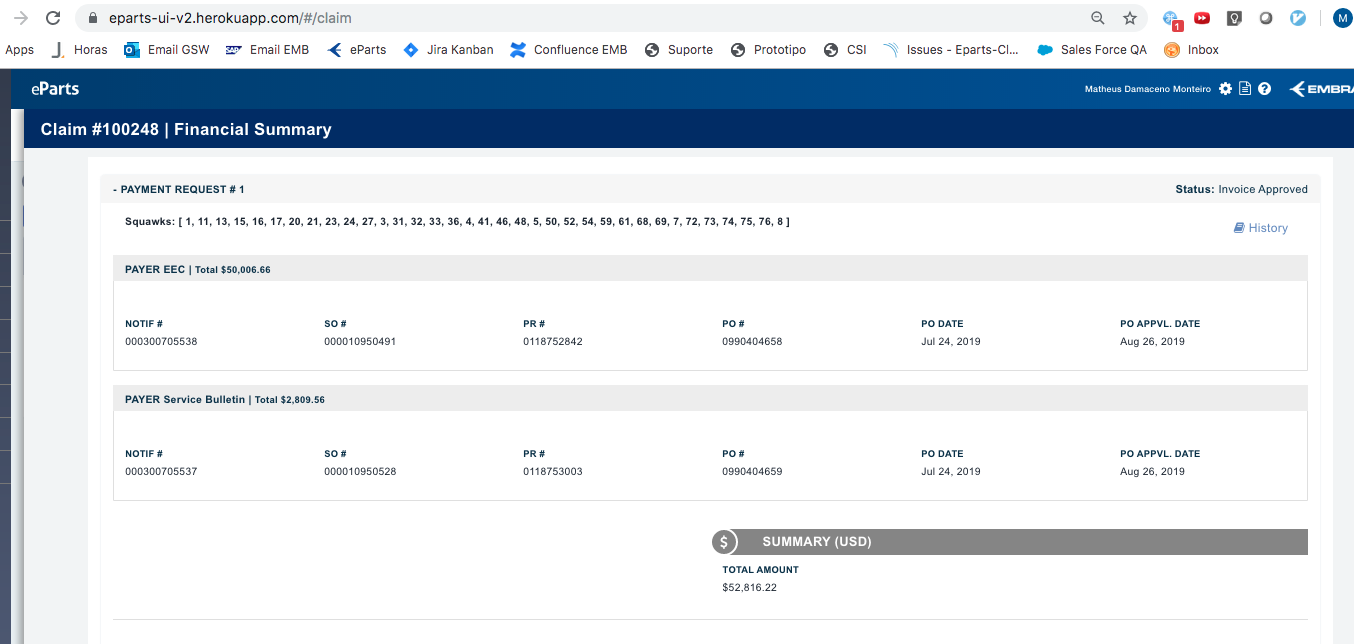 eparts-ui-v2.herokuapp.com/#/claim
1
M
Apps J. Horas Email GSW SAP Email EMB eParts Jira Kanban Confluence EMB Suporte Prototipo CSI Issues - Eparts-Cl... Sales Force QA Inbox
eParts
Matheus Damaceno Monteiro ? EMBRA
Claim #100248 | Financial Summary
- PAYMENT REQUEST # 1 Status: Invoice Approved
Squawks: [ 1, 11, 13, 15, 16, 17, 20, 21, 23, 24, 27, 3, 31, 32, 33, 36, 4, 41, 46, 48, 5, 50, 52, 54, 59, 61, 68, 69, 7, 72, 73, 74, 75, 76, 8 ]
History
PAYER EEC | Total $50,006.66
NOTIF # SO # PR # PO # PO DATE PO APPVL. DATE
000300705538 000010950491 0118752842 0990404658 Jul 24, 2019 Aug 26, 2019
PAYER Service Bulletin | Total $2,809.56
NOTIF # SO # PR # PO # PO DATE PO APPVL. DATE
000300705537 000010950528 0118753003 0990404659 Jul 24, 2019 Aug 26, 2019
$ SUMMARY (USD)
TOTAL AMOUNT
$52,816.22